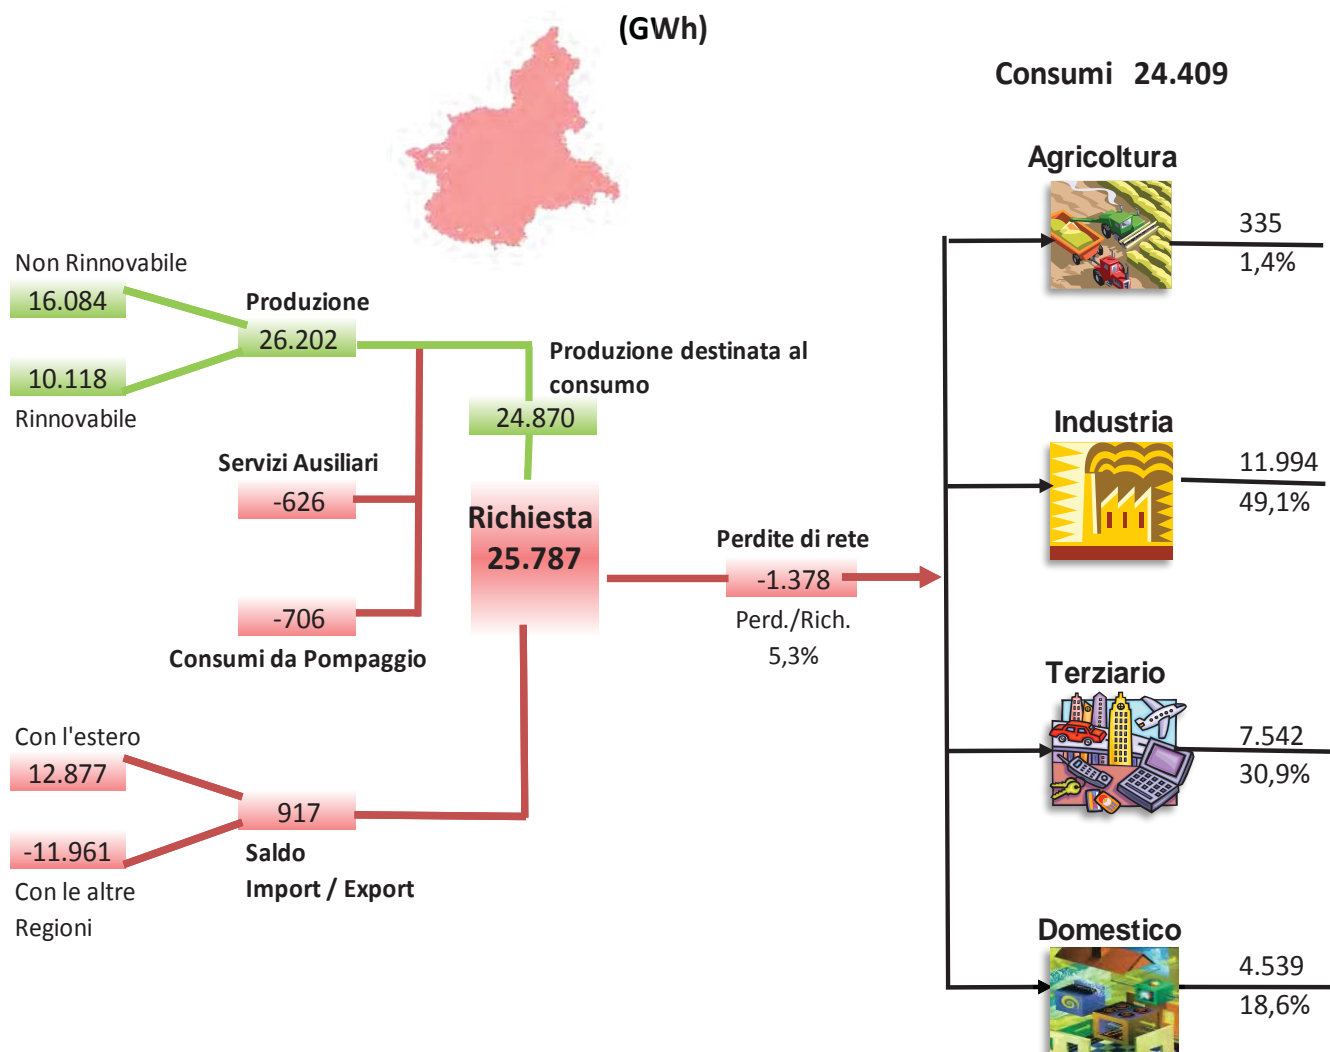 (GWh)
Consumi 24.409
Non Rinnovabile
16.084
10.118
Rinnovabile
Produzione
26.202
Produzione destinata al
consumo
24.870
Servizi Ausiliari
-626
-706
Consumi da Pompaggio
Richiesta
25.787
Perdite di rete
-1.378
Perd./Rich.
5,3%
Con l'estero
12.877
-11.961
Con le altre
Regioni
917
Saldo
Import / Export
Agricoltura
335
1,4%
Industria
11.994
49,1%
Terziario
7.542
30,9%
Domestico
4.539
18,6%